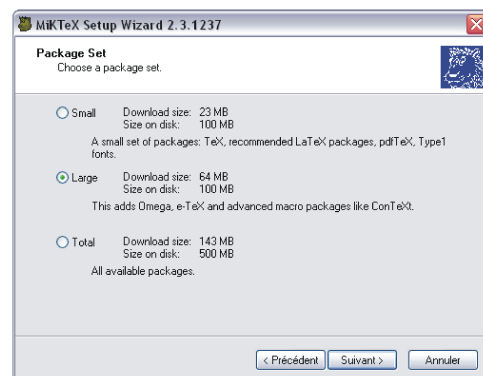 MiKTeX Setup Wizard 2.3.1237
Package Set
Choose a package set.
Small Download size: 23 MB
Size on disk: 100 MB
A small set of packages: TeX, recommended LaTeX packages, pdfTeX, Type1
fonts.
Large Download size: 64 MB
Size on disk: 100 MB
This adds Omega, e-TeX and advanced macro packages like ConTeXt.
Total Download size: 143 MB
Size on disk: 500 MB
All available packages.
< Précédent Suivant > Annuler